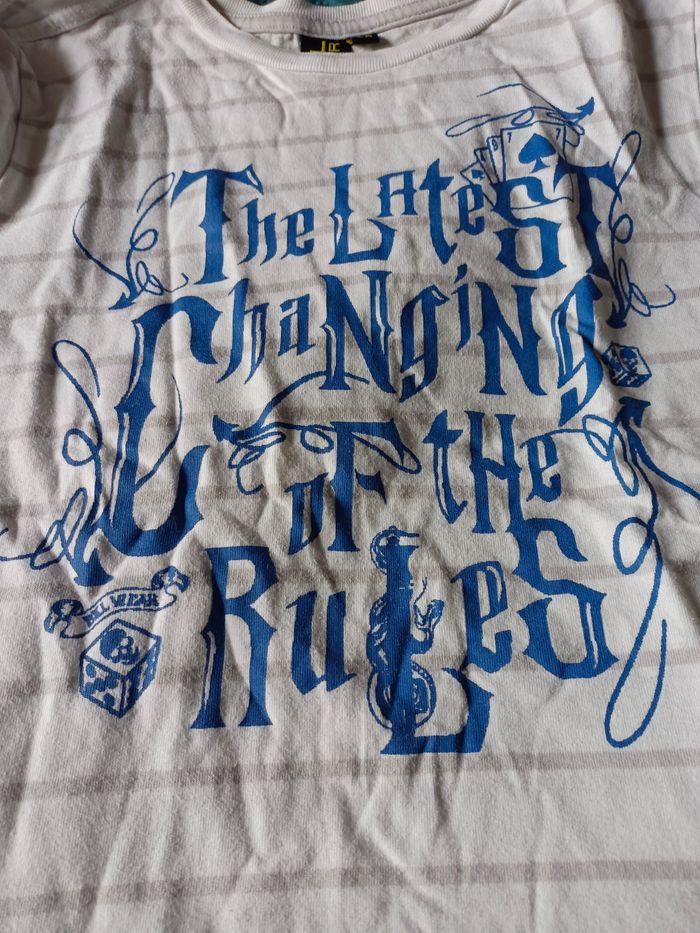 The Latest
Changing
of the
Rules